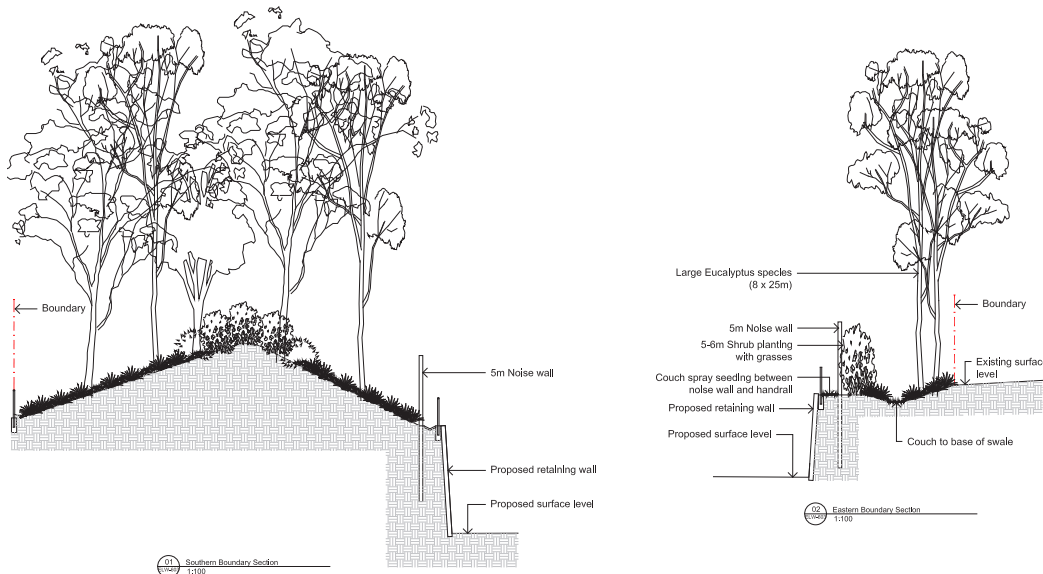 Boundary
5m Noise wall
Proposed retaining wall
Proposed surface level
01
Southern Boundary Section
1:100
Large Eucalyptus species
(8 x 25m)
Boundary
5m Noise wall
5-6m Shrub planting
with grasses
Existing surface
level
Couch spray seeding between
noise wall and handrail
Proposed retaining wall
Proposed surface level
Couch to base of swale
02
Eastern Boundary Section
1:100